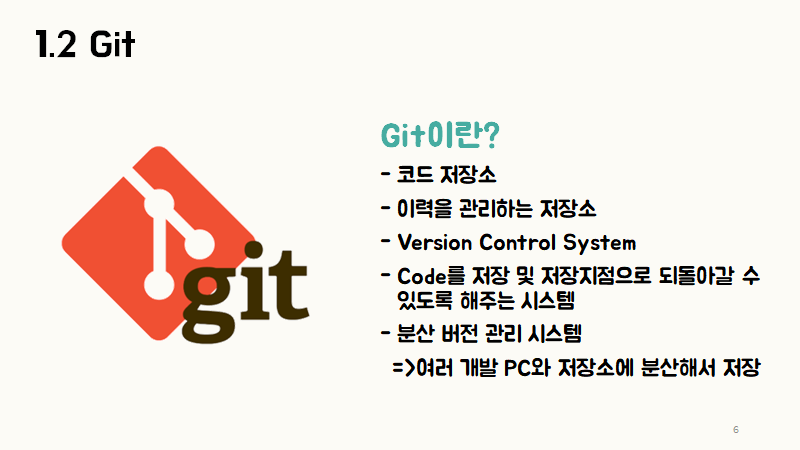 1.2 Git
git
Git이란?
- 코드 저장소
- 이력을 관리하는 저장소
- Version Control System
- Code를 저장 및 저장지점으로 되돌아갈 수
있도록 해주는 시스템
- 분산 버전 관리 시스템
=>여러 개발 PC와 저장소에 분산해서 저장
6